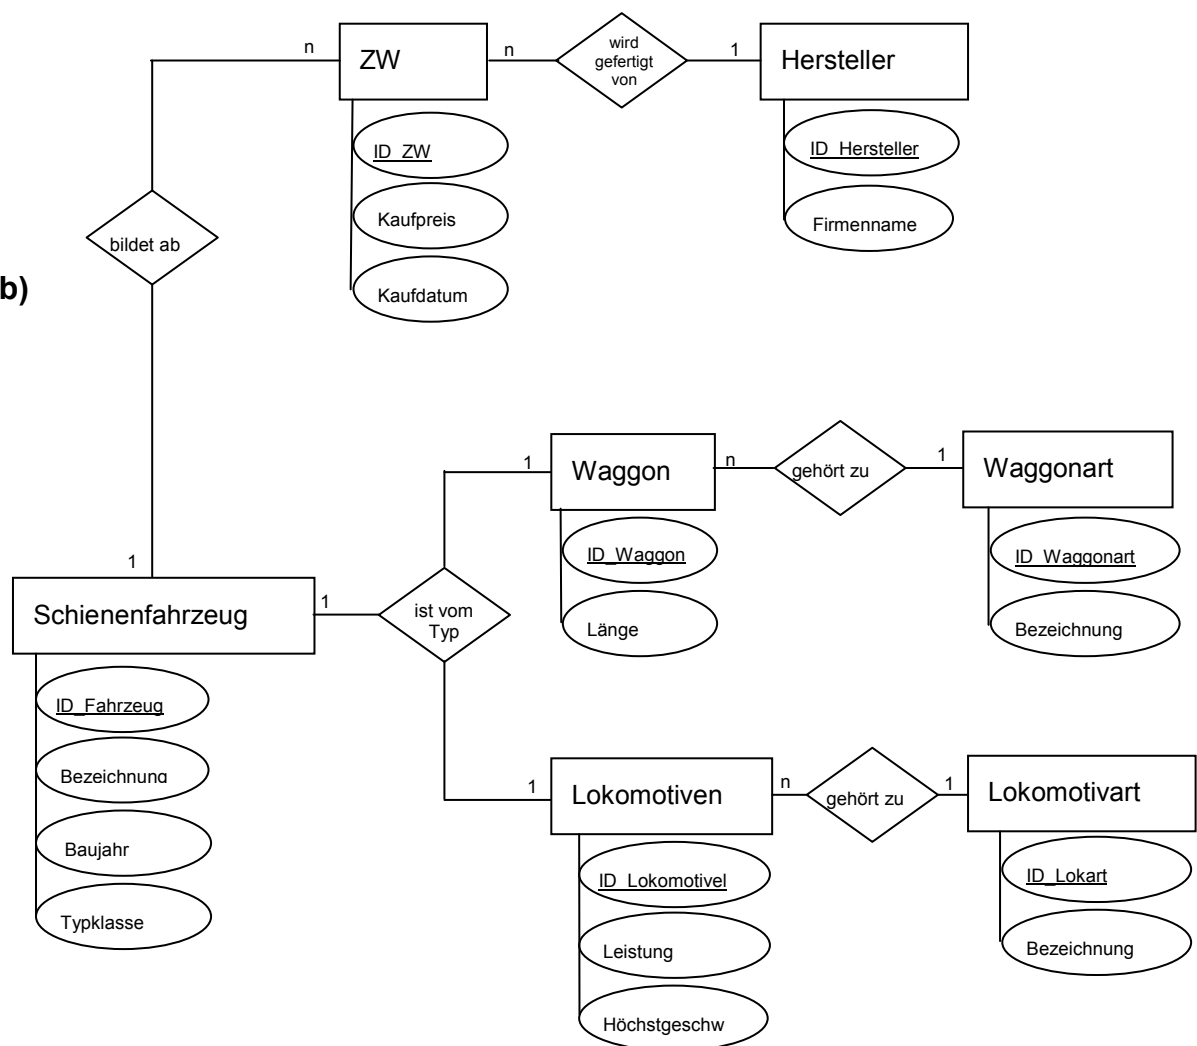 n
ZW
n
wird
gefertigt
von
1
Hersteller
ID_ZW
Kaufpreis
Kaufdatum
ID_Hersteller
Firmenname
bildet ab
b)
1
Schienenfahrzeug
1
ist vom
Typ
ID_Fahrzeug
Bezeichnung
Baujahr
Typklasse
1
Waggon
n
gehört zu
1
Waggonart
ID_Waggon
Länge
ID_Waggonart
Bezeichnung
1
Lokomotiven
n
gehört zu
1
Lokomotivart
ID_Lokomotivel
Leistung
Höchstgeschw
ID_Lokart
Bezeichnung